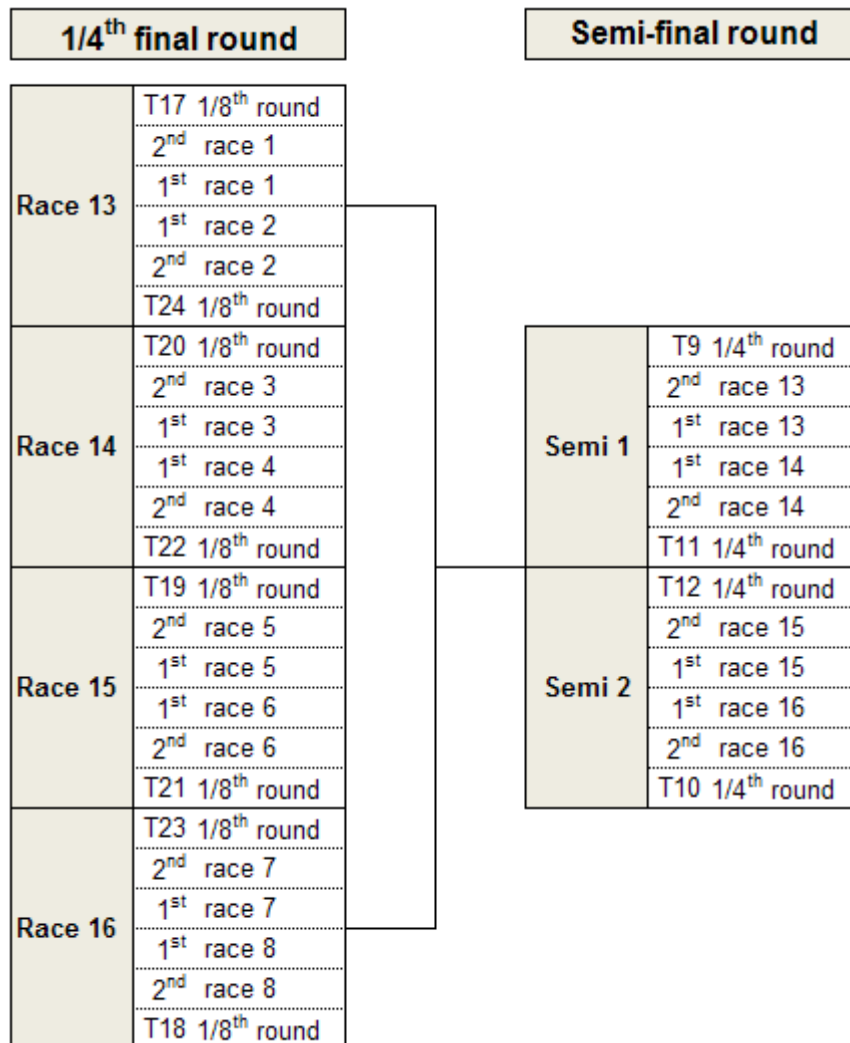 1/4th final round
Semi-final round
Race 13
T17 1/8th round
2nd race 1
1st race 1
1st race 2
2nd race 2
T24 1/8th round
Race 14
T20 1/8th round
2nd race 3
1st race 3
1st race 4
2nd race 4
T22 1/8th round
Race 15
T19 1/8th round
2nd race 5
1st race 5
1st race 6
2nd race 6
T21 1/8th round
Race 16
T23 1/8th round
2nd race 7
1st race 7
1st race 8
2nd race 8
T18 1/8th round
Semi 1
T9 1/4th round
2nd race 13
1st race 13
1st race 14
2nd race 14
T11 1/4th round
Semi 2
T12 1/4th round
2nd race 15
1st race 15
1st race 16
2nd race 16
T10 1/4th round